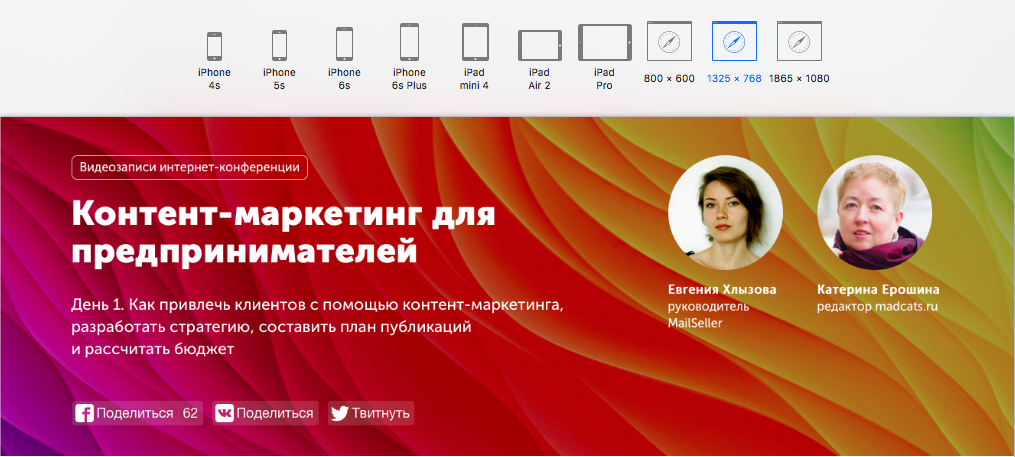 iPhone
4s
iPhone
5s
iPhone
6s
iPhone
6s Plus
iPad
mini 4
iPad
Air 2
iPad
Pro
800 × 600
1325 × 768
1865 × 1080
Видеозаписи интернет-конференции
Контент-маркетинг для
предпринимателей
День 1. Как привлечь клиентов с помощью контент-маркетинга,
разработать стратегию, составить план публикаций
и рассчитать бюджет
Поделиться 62
Поделиться
Твитнуть
Евгения Хлызова
руководитель
MailSeller
Катерина Ерошина
редактор madcats.ru